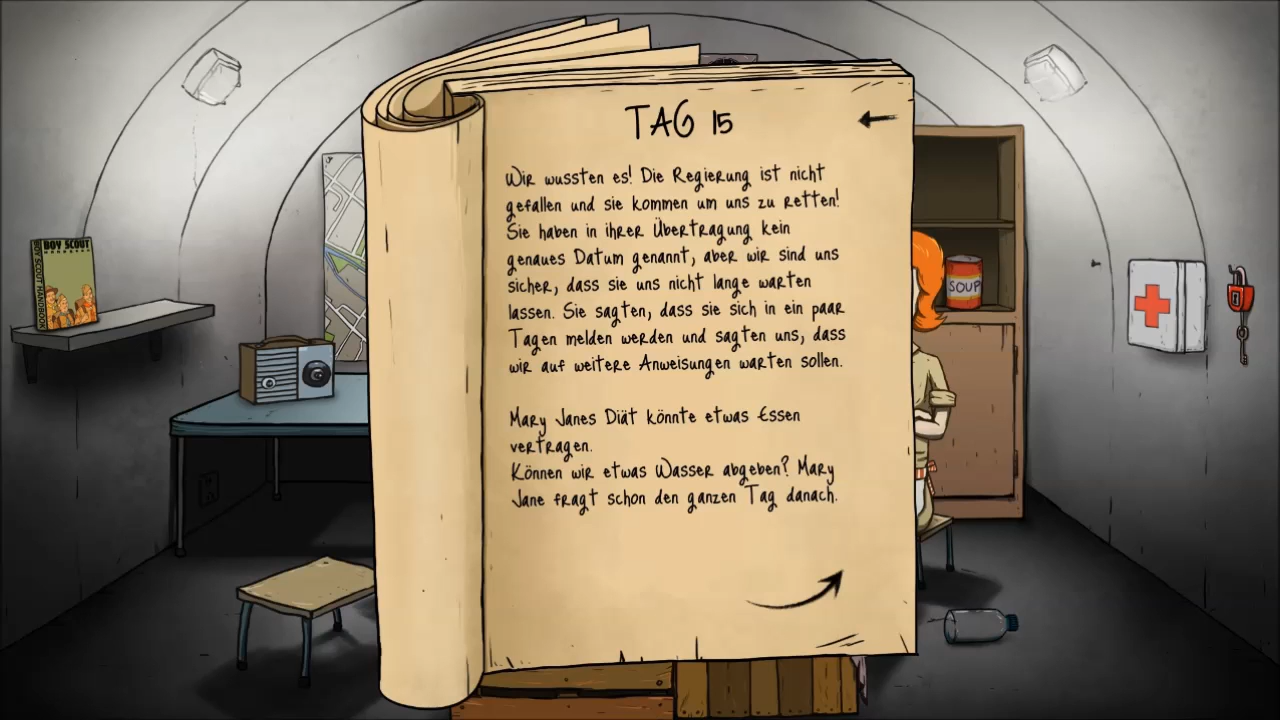 TAG 15
Wir wussten es! Die Regierung ist nicht
gefallen und sie kommen um uns zu retten!
Sie haben in ihrer Übertragung kein
genaues Datum genannt, aber wir sind uns
sicher, dass sie uns nicht lange warten
lassen. Sie sagten, dass sie sich in ein paar
Tagen melden werden und sagten uns, dass
wir auf weitere Anweisungen warten sollen.
Mary Janes Diät könnte etwas Essen
vertragen.
Können wir etwas Wasser abgeben? Mary
Jane fragt schon den ganzen Tag danach.
BOY SCOUT
HANDBOOK
BOY SCOUT HANDBOOK
SOUP